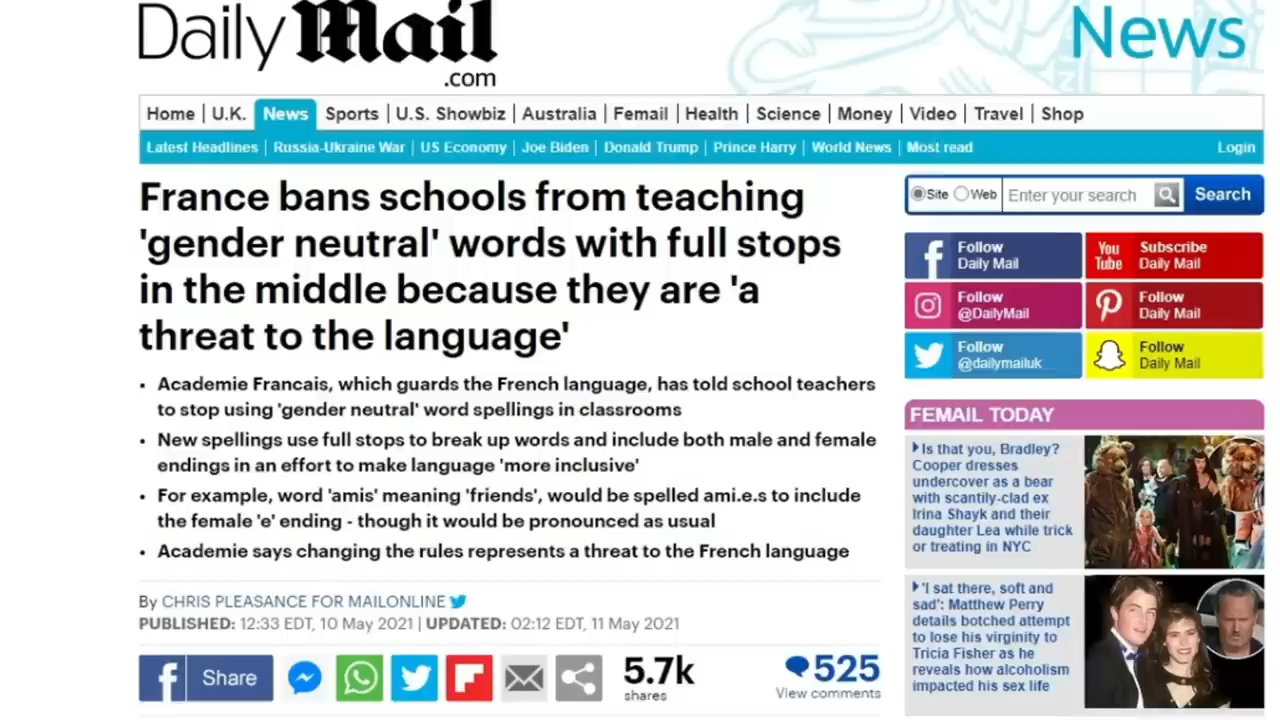 Daily Mail
.com
News
Home | U.K. | News | Sports | U.S. Showbiz | Australia | Femail | Health | Science | Money | Video | Travel | Shop
Latest Headlines | Russia-Ukraine War | US Economy | Joe Biden | Donald Trump | Prince Harry | World News | Most read
Login
France bans schools from teaching
'gender neutral' words with full stops
in the middle because they are 'a
threat to the language'
• Academie Francais, which guards the French language, has told school teachers
to stop using 'gender neutral' word spellings in classrooms
• New spellings use full stops to break up words and include both male and female
endings in an effort to make language 'more inclusive'
• For example, word 'amis' meaning 'friends', would be spelled ami.e.s to include
the female 'e' ending - though it would be pronounced as usual
• Academie says changing the rules represents a threat to the French language
By CHRIS PLEASANCE FOR MAILONLINE
PUBLISHED: 12:33 EDT, 10 May 2021 | UPDATED: 02:12 EDT, 11 May 2021
Share
5.7k
shares
525
View comments
Site Web Enter your search Search
Follow
Daily Mail
You
Tube
Subscribe
Daily Mail
Follow
@DailyMail
Follow
Daily Mail
Follow
@dailymailuk
Follow
Daily Mail
FEMAIL TODAY
Is that you, Bradley?
Cooper dresses
undercover as a bear
with scantily-clad ex
Irina Shayk and their
daughter Lea while trick
or treating in NYC
'I sat there, soft and
sad': Matthew Perry
details botched attempt
to lose his virginity to
Tricia Fisher as he
reveals how alcoholism
impacted his sex life